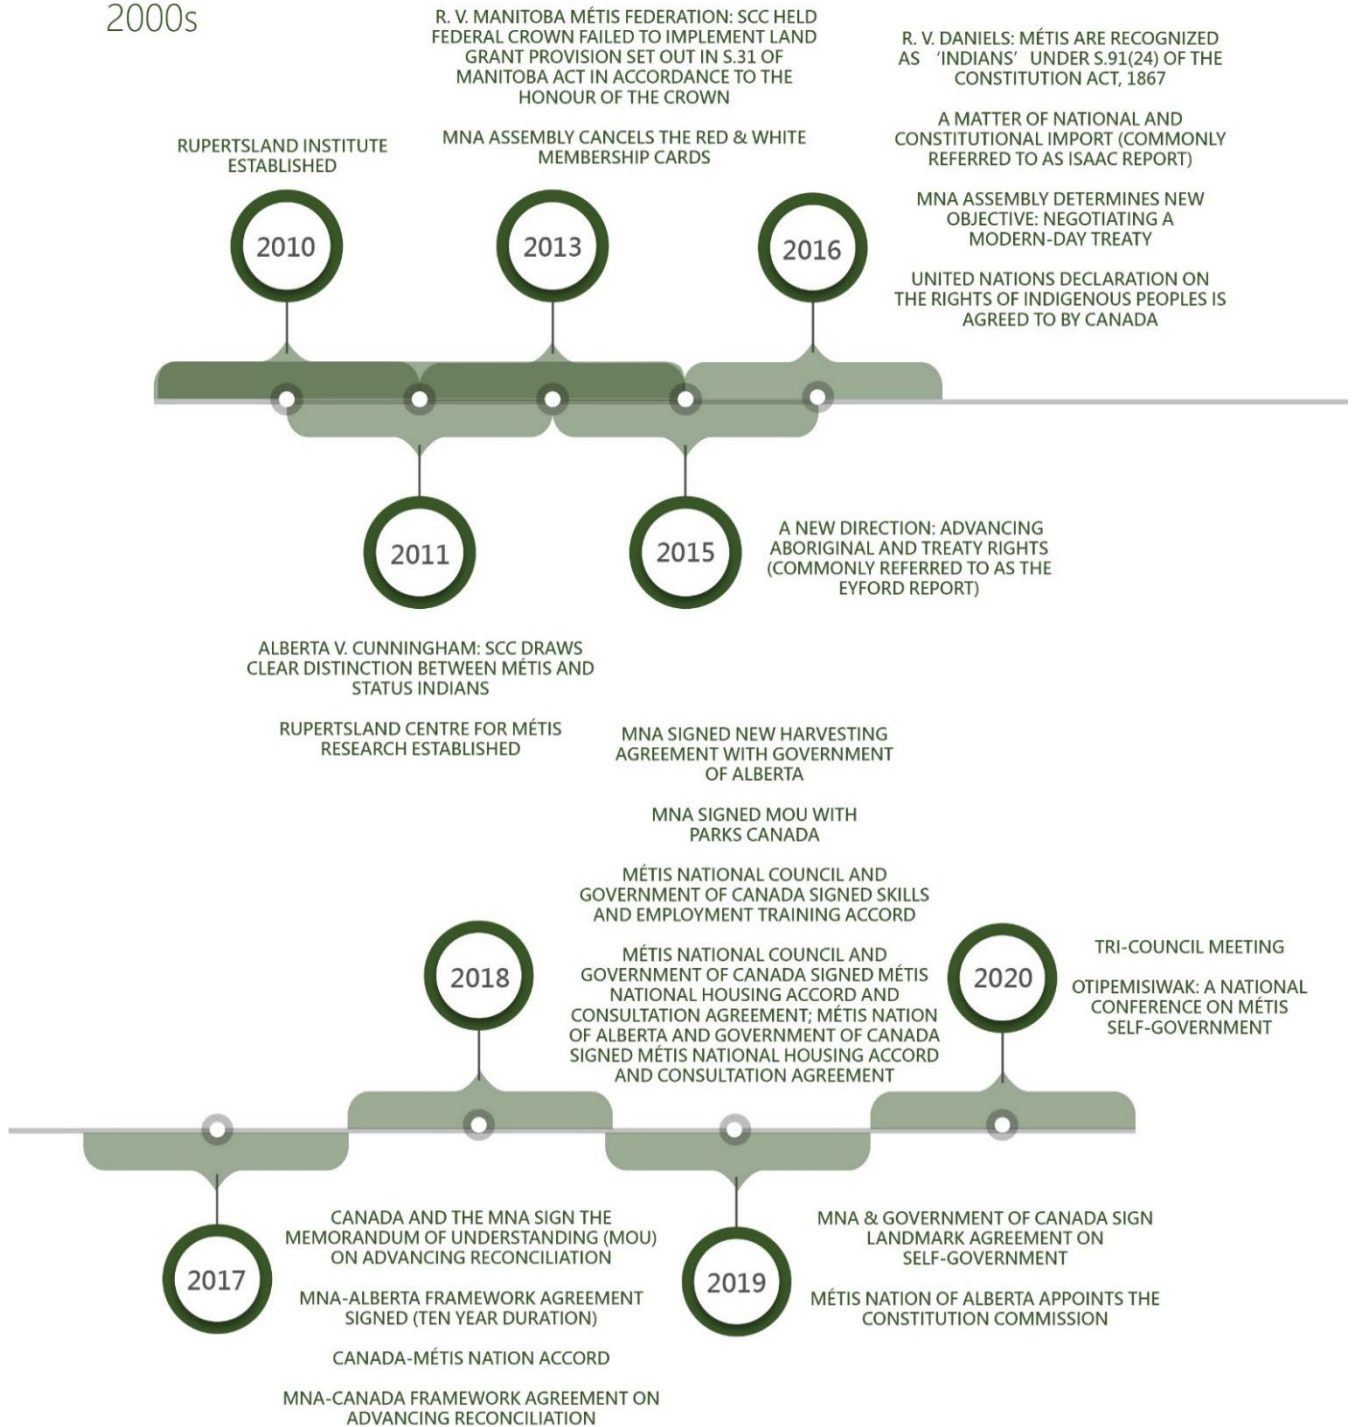 2000s
RUPERTSLAND INSTITUTE
ESTABLISHED
2010
ALBERTA V. CUNNINGHAM: SCC DRAWS
CLEAR DISTINCTION BETWEEN MÉTIS AND
STATUS INDIANS
RUPERTSLAND CENTRE FOR MÉTIS
RESEARCH ESTABLISHED
2011
R. V. MANITOBA MÉTIS FEDERATION: SCC HELD
FEDERAL CROWN FAILED TO IMPLEMENT LAND
GRANT PROVISION SET OUT IN S.31 OF
MANITOBA ACT IN ACCORDANCE TO THE
HONOUR OF THE CROWN
MNA ASSEMBLY CANCELS THE RED & WHITE
MEMBERSHIP CARDS
2013
2015
A NEW DIRECTION: ADVANCING
ABORIGINAL AND TREATY RIGHTS
(COMMONLY REFERRED TO AS THE
EYFORD REPORT)
2016
R. V. DANIELS: MÉTIS ARE RECOGNIZED
AS 'INDIANS' UNDER S.91(24) OF THE
CONSTITUTION ACT, 1867
A MATTER OF NATIONAL AND
CONSTITUTIONAL IMPORT (COMMONLY
REFERRED TO AS ISAAC REPORT)
MNA ASSEMBLY DETERMINES NEW
OBJECTIVE: NEGOTIATING A
MODERN-DAY TREATY
UNITED NATIONS DECLARATION ON
THE RIGHTS OF INDIGENOUS PEOPLES IS
AGREED TO BY CANADA
2017
CANADA AND THE MNA SIGN THE
MEMORANDUM OF UNDERSTANDING (MOU)
ON ADVANCING RECONCILIATION
MNA-ALBERTA FRAMEWORK AGREEMENT
SIGNED (TEN YEAR DURATION)
CANADA-MÉTIS NATION ACCORD
MNA-CANADA FRAMEWORK AGREEMENT ON
ADVANCING RECONCILIATION
2018
MNA SIGNED NEW HARVESTING
AGREEMENT WITH GOVERNMENT
OF ALBERTA
MNA SIGNED MOU WITH
PARKS CANADA
MÉTIS NATIONAL COUNCIL AND
GOVERNMENT OF CANADA SIGNED SKILLS
AND EMPLOYMENT TRAINING ACCORD
MÉTIS NATIONAL COUNCIL AND
GOVERNMENT OF CANADA SIGNED MÉTIS
NATIONAL HOUSING ACCORD AND
CONSULTATION AGREEMENT; MÉTIS NATION
OF ALBERTA AND GOVERNMENT OF CANADA
SIGNED MÉTIS NATIONAL HOUSING ACCORD
AND CONSULTATION AGREEMENT
2019
MNA & GOVERNMENT OF CANADA SIGN
LANDMARK AGREEMENT ON
SELF-GOVERNMENT
MÉTIS NATION OF ALBERTA APPOINTS THE
CONSTITUTION COMMISSION
2020
TRI-COUNCIL MEETING
OTIPEMISIWAK: A NATIONAL
CONFERENCE ON MÉTIS
SELF-GOVERNMENT